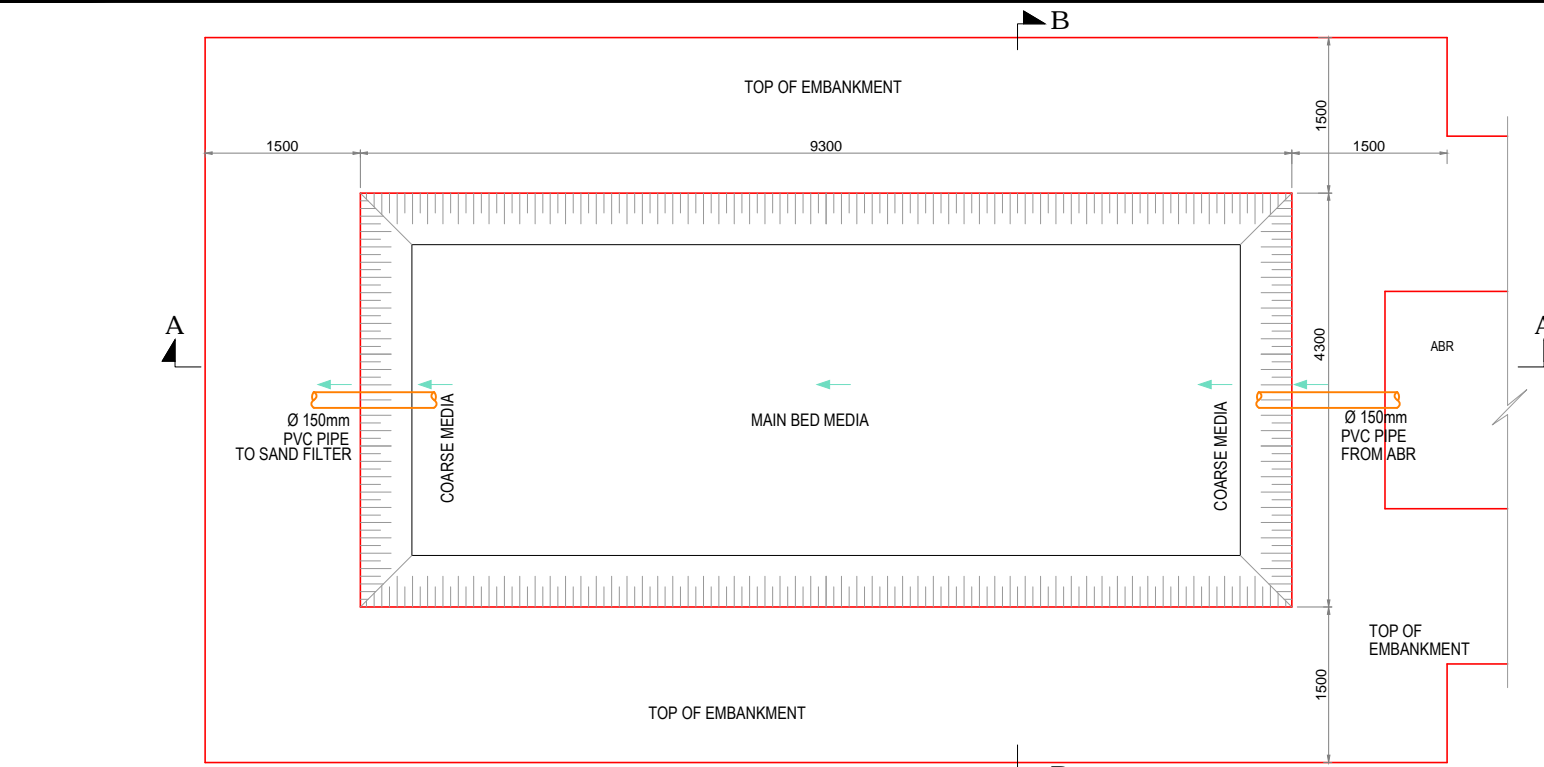 B
TOP OF EMBANKMENT
1500
1500
9300
1500
A
A
4300
ABR
Ø 150mm
PVC PIPE
TO SAND FILTER
COARSE MEDIA
MAIN BED MEDIA
COARSE MEDIA
Ø 150mm
PVC PIPE
FROM ABR
TOP OF
EMBANKMENT
1500
TOP OF EMBANKMENT